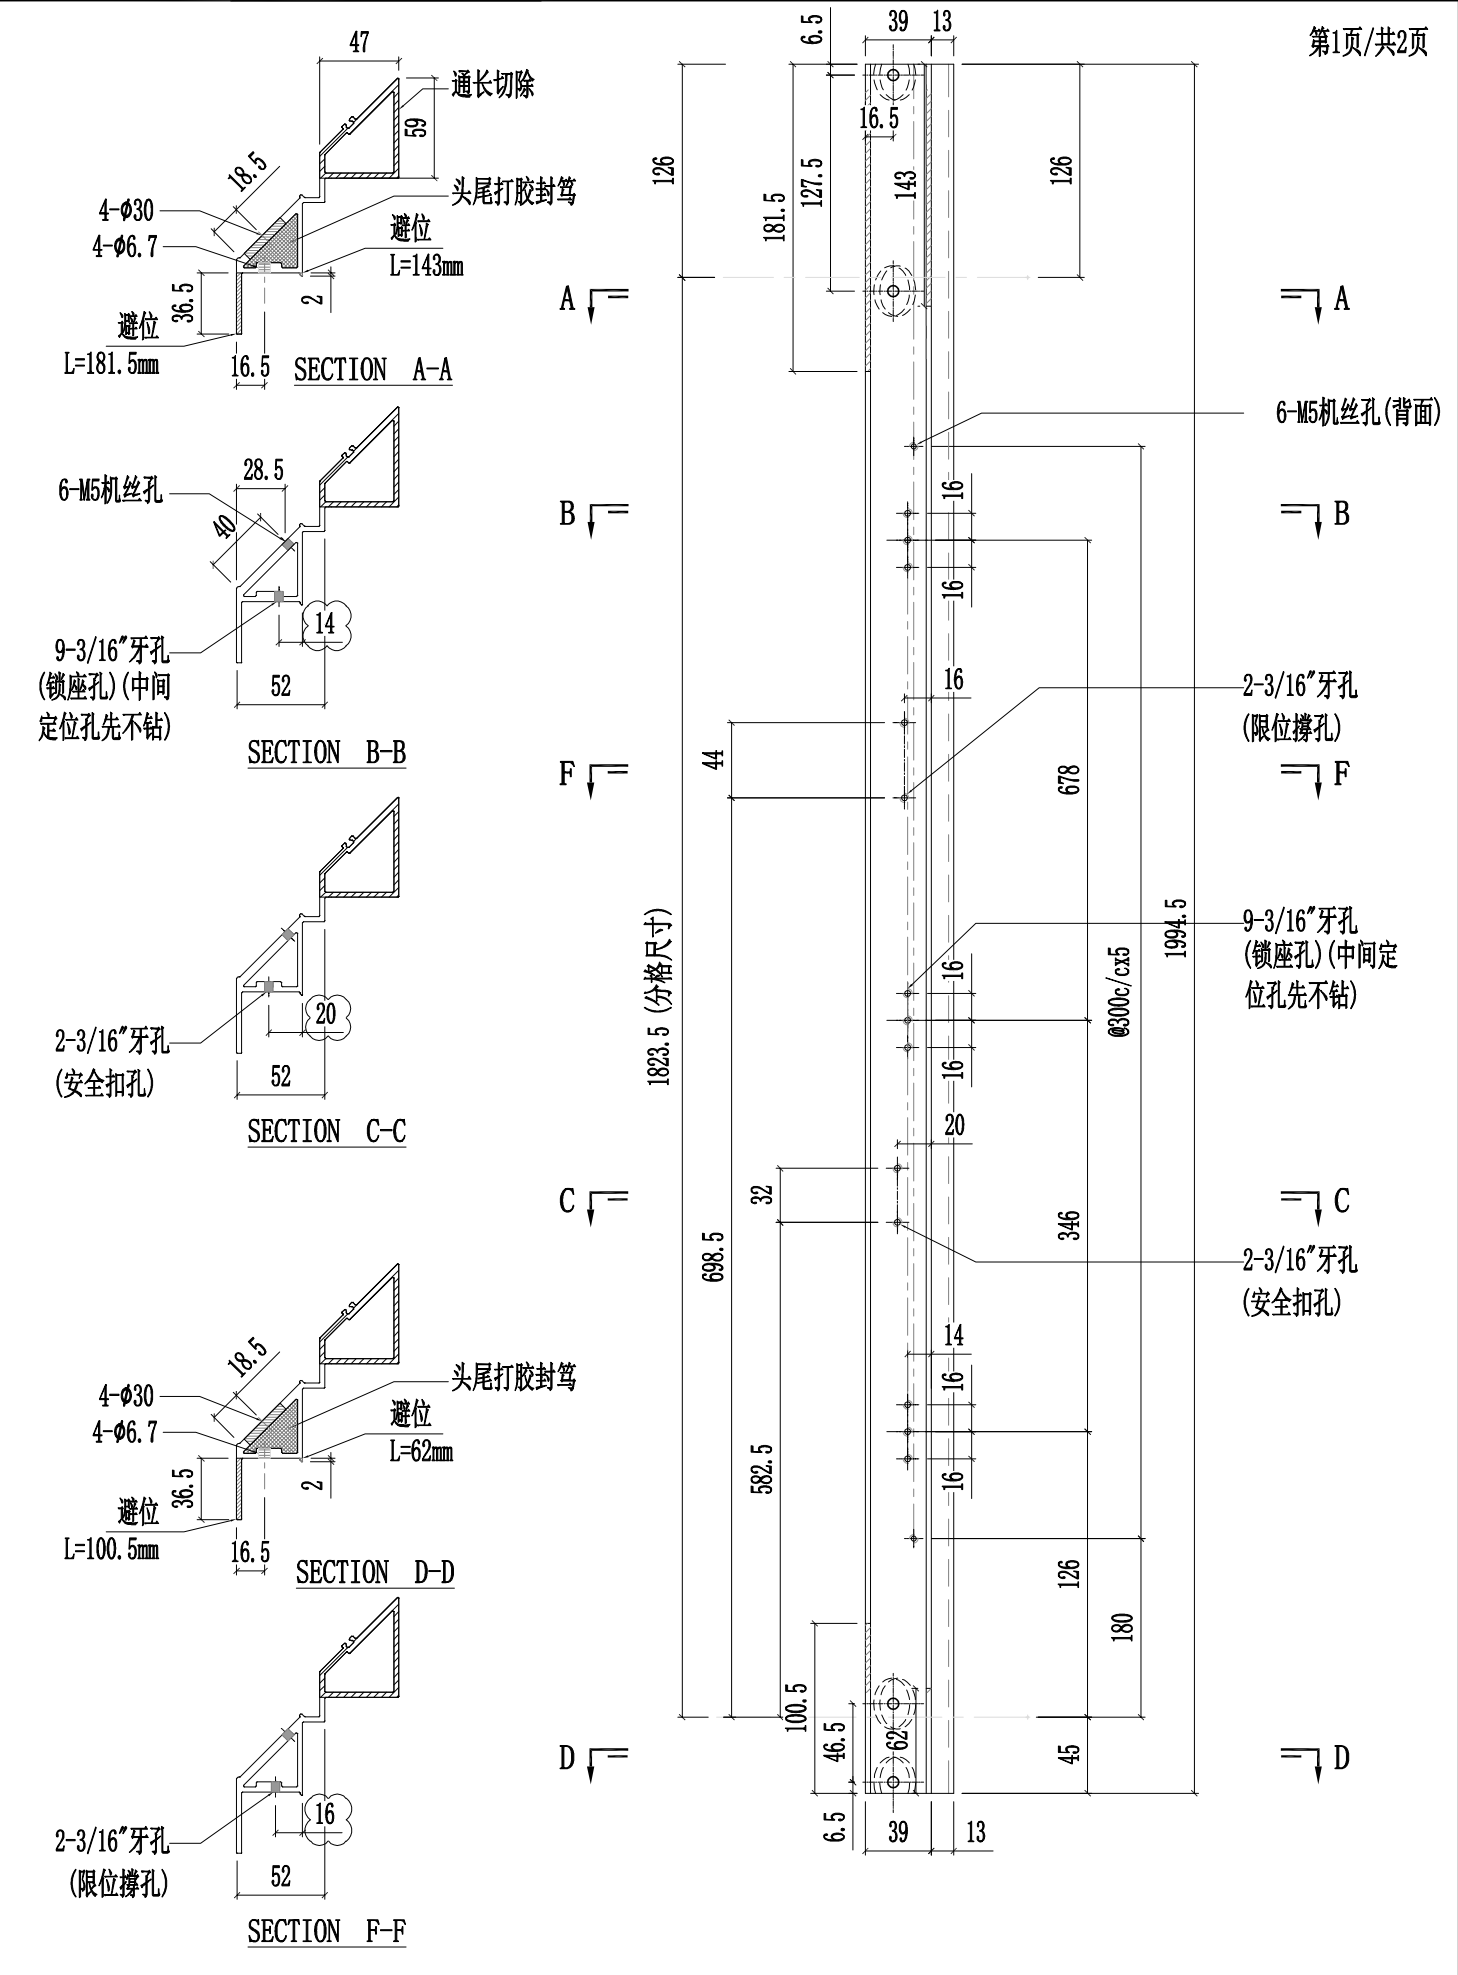 第1页/共2页
47
通长切除
59
18.5
4-ϕ30
4-ϕ6.7
头尾打胶封笃
避位
L=143mm
36.5
2
避位
L=181.5mm
16.5
SECTION A-A
28.5
6-M5机丝孔
40
9-3/16″牙孔
(锁座孔)(中间
定位孔先不钻)
14
52
SECTION B-B
2-3/16″牙孔
(安全扣孔)
20
52
SECTION C-C
18.5
4-ϕ30
4-ϕ6.7
头尾打胶封笃
避位
L=62mm
36.5
2
避位
L=100.5mm
16.5
SECTION D-D
2-3/16″牙孔
(限位撑孔)
16
52
SECTION F-F
6.5
39
13
16.5
126
181.5
127.5
143
126
A
A
6-M5机丝孔(背面)
B
B
16
16
16
2-3/16″牙孔
(限位撑孔)
44
F
F
678
1823.5 (分格尺寸)
9-3/16″牙孔
(锁座孔)(中间定
位孔先不钻)
16
16
@300c/cx5
1994.5
20
32
C
C
346
698.5
2-3/16″牙孔
(安全扣孔)
14
16
16
582.5
126
180
100.5
46.5
62
45
D
D
6.5
39
13